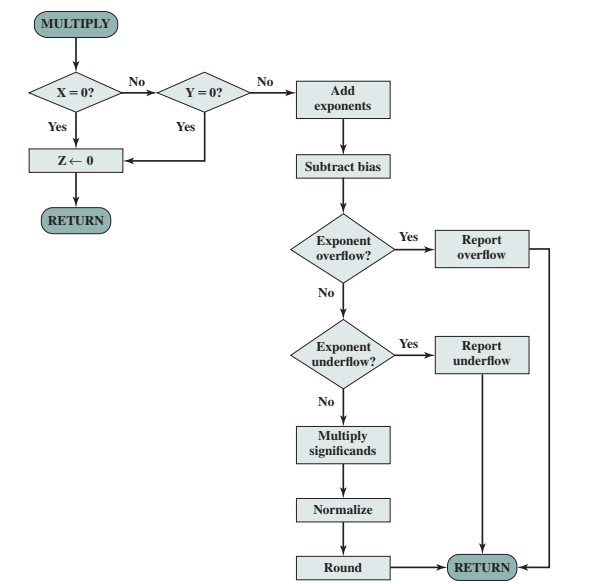 MULTIPLY
X = 0?
No
Y = 0?
No
Add
exponents
Yes
Yes
Z ← 0
Subtract bias
RETURN
Exponent
overflow?
Yes
Report
overflow
No
Exponent
underflow?
Yes
Report
underflow
No
Multiply
significands
Normalize
Round
RETURN